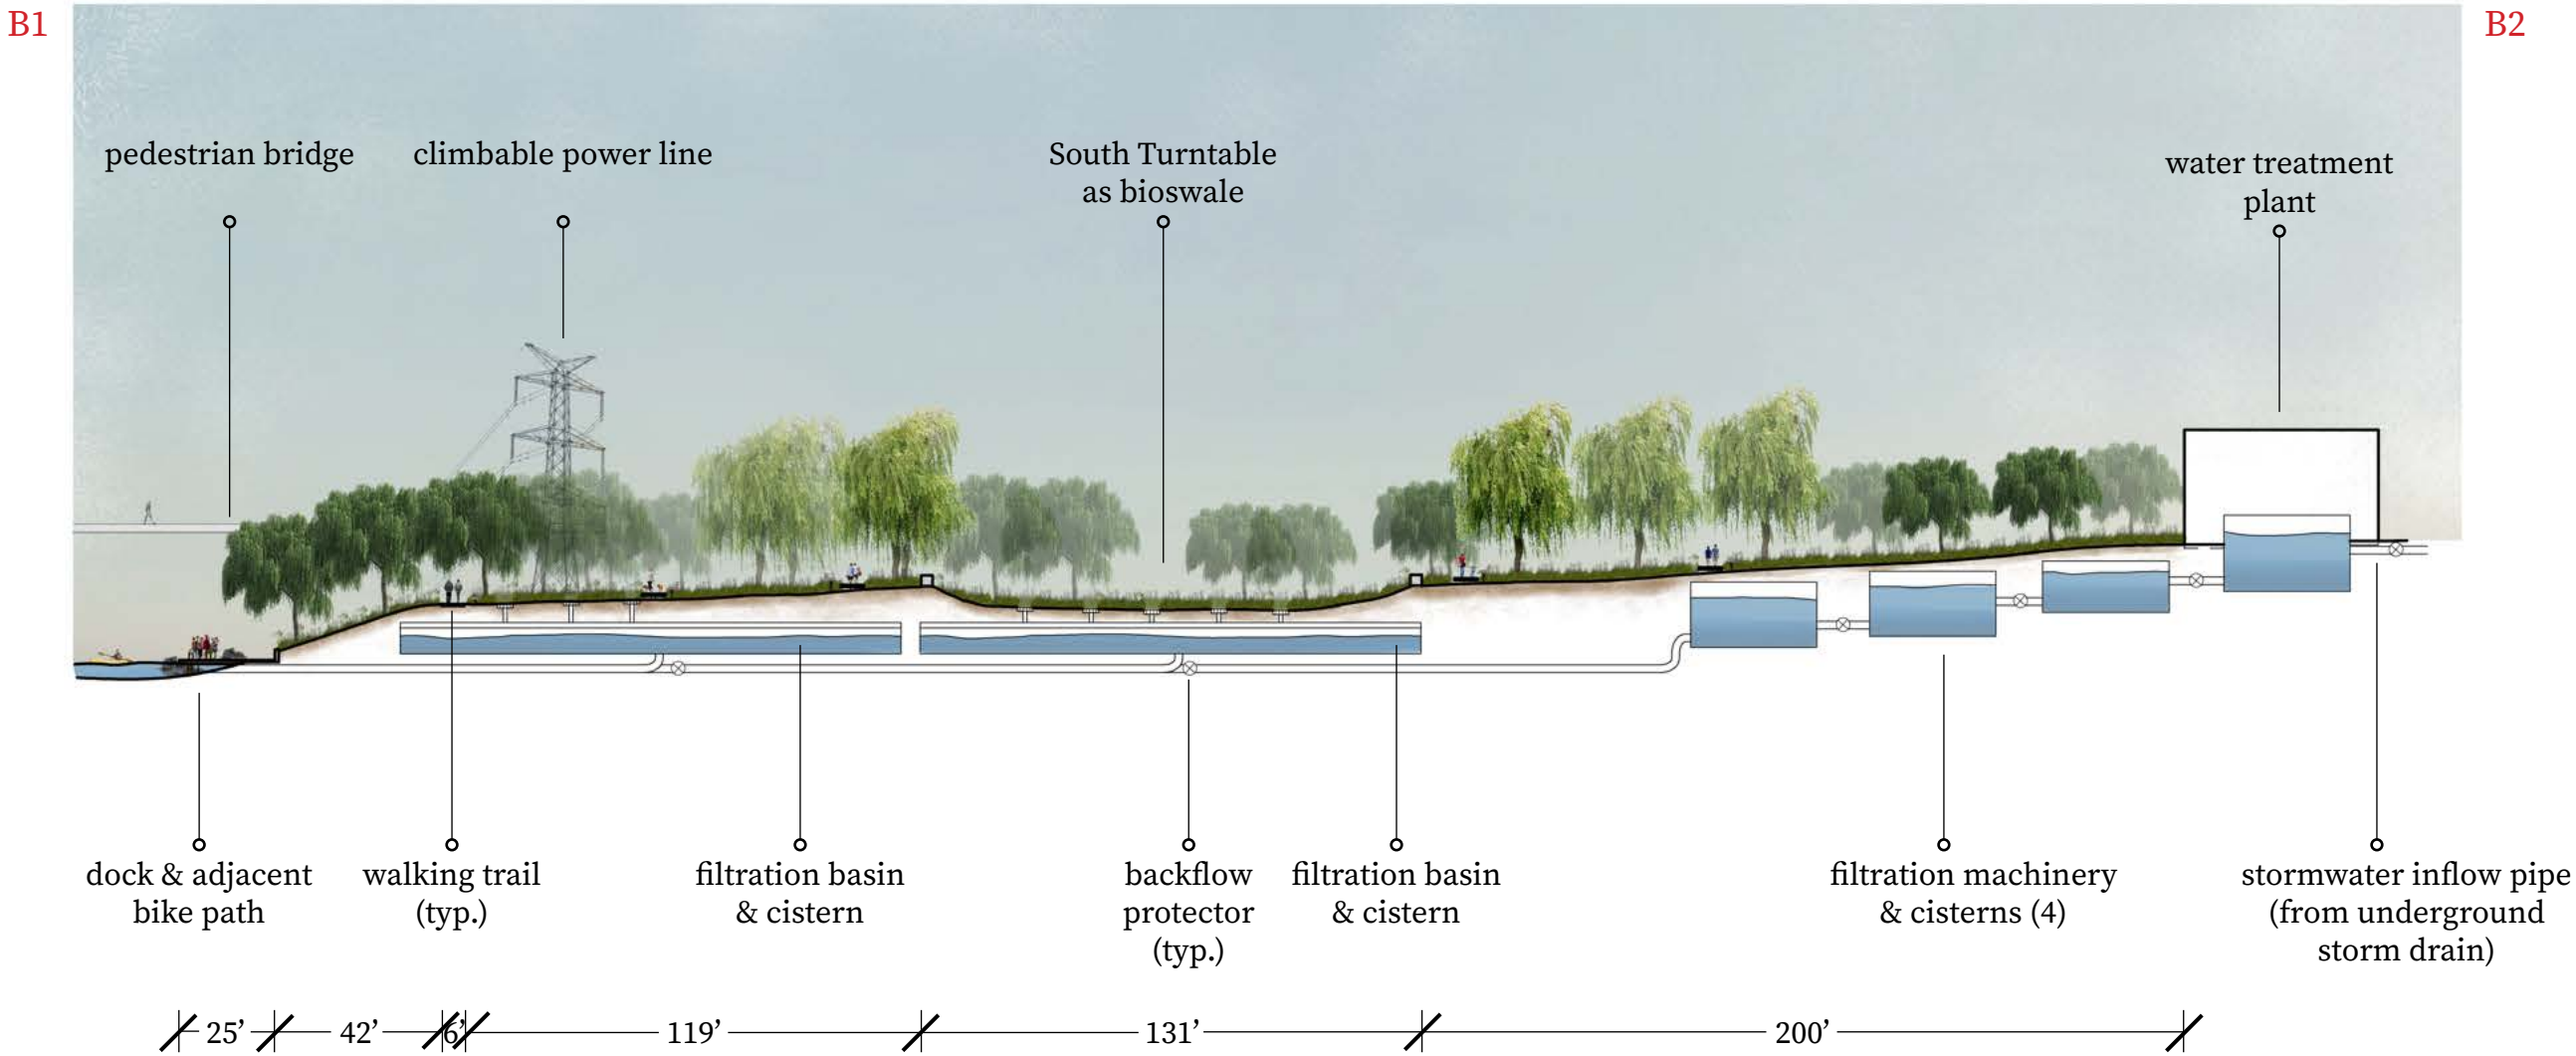 B1
B2
pedestrian bridge
climbable power line
South Turntable
as bioswale
water treatment
plant
dock & adjacent
bike path
walking trail
(typ.)
filtration basin
& cistern
backflow
protector
(typ.)
filtration basin
& cistern
filtration machinery
& cisterns (4)
stormwater inflow pipe
(from underground
storm drain)
25’
42’
6’
119’
131’
200’